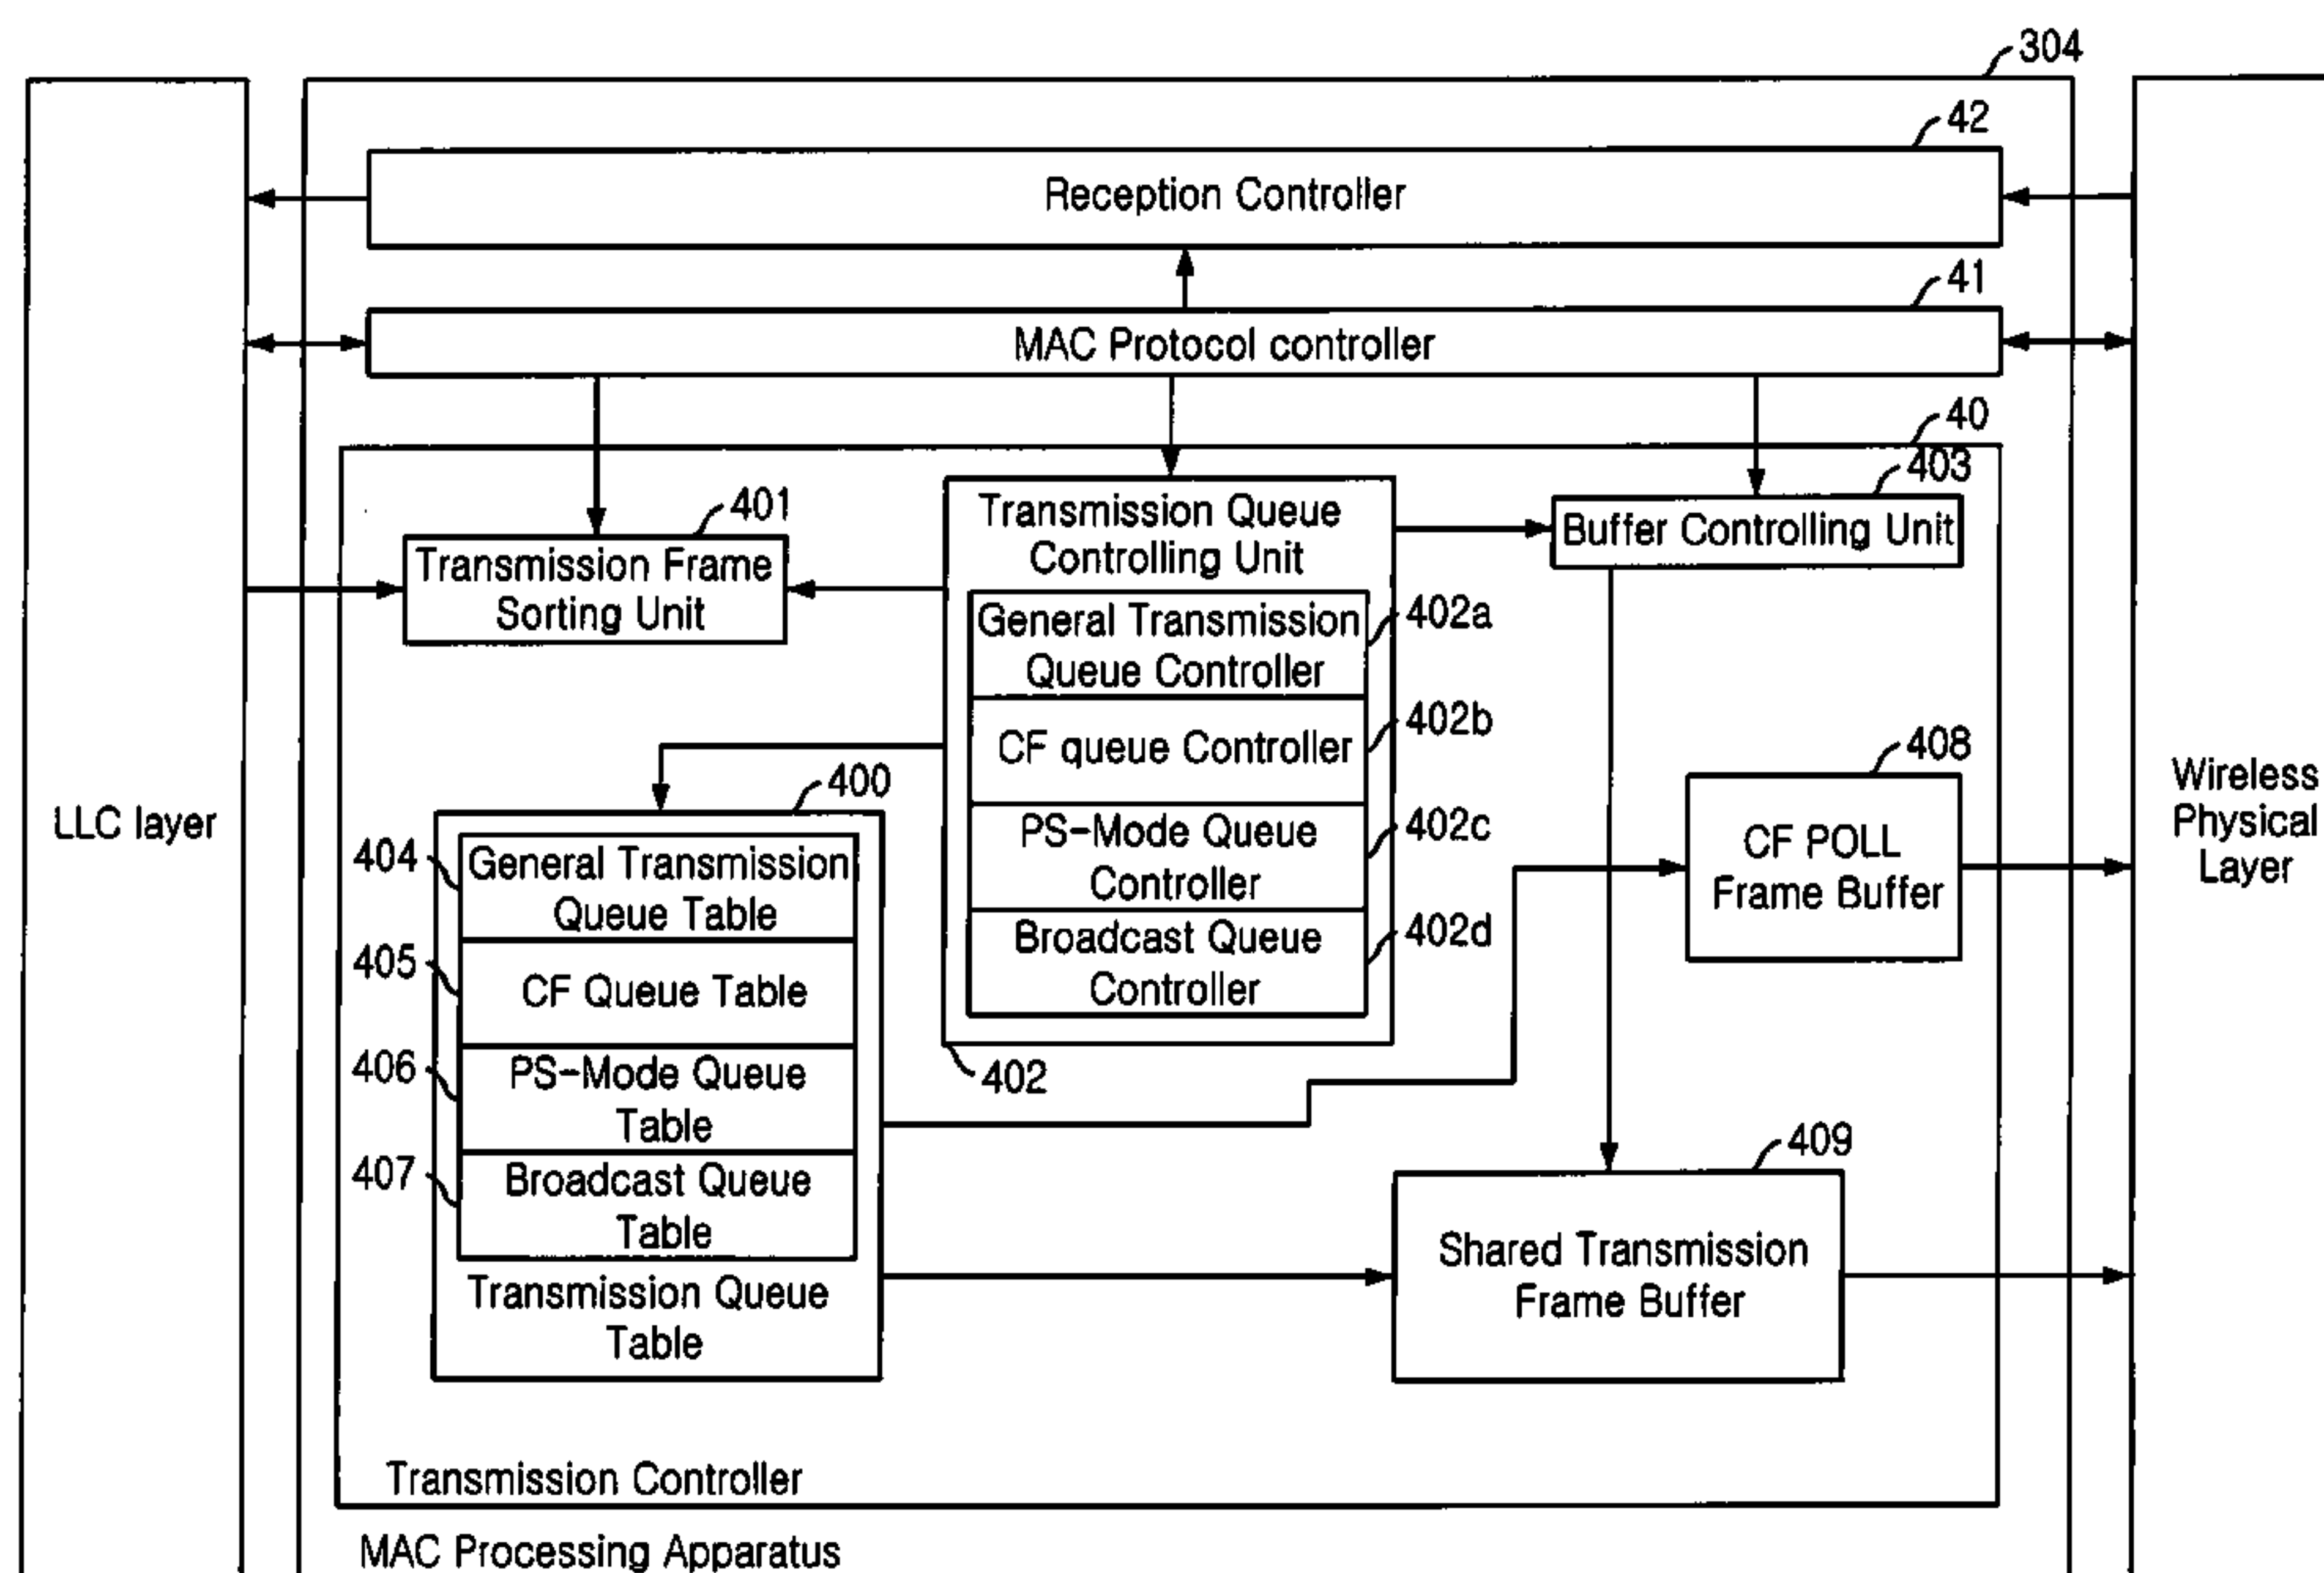 304
42
Reception Controller
41
MAC Protocol controller
40
403
401
Transmission Queue
Controlling Unit
Buffer Controlling Unit
Transmission Frame
Sorting Unit
General Transmission
Queue Controller
402a
CF queue Controller
402b
PS-Mode Queue
Controller
402c
Broadcast Queue
Controller
402d
402
408
CF POLL
Frame Buffer
Wireless
Physical
Layer
LLC layer
400
404
General Transmission
Queue Table
405
CF Queue Table
406
PS-Mode Queue
Table
407
Broadcast Queue
Table
Transmission Queue
Table
409
Shared Transmission
Frame Buffer
Transmission Controller
MAC Processing Apparatus